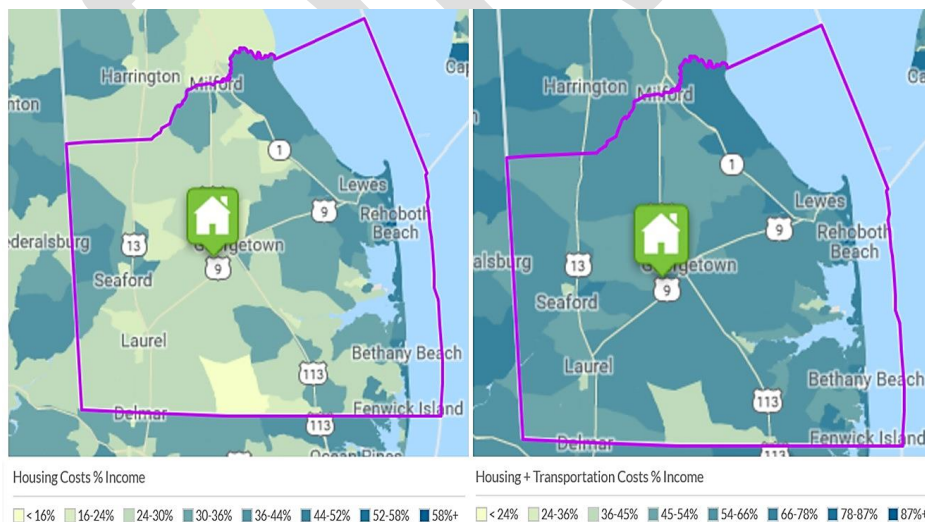 Harrington
Milford
nton
Cap
1
Lewes
9
Rehoboth
Beach
ederalsburg
13
Georgetown
9
Seaford
Laurel
Bethany Beach
113
Delmar
Fenwick Island
113
Ocean Pines
Housing Costs % Income
< 16% 16-24% 24-30% 30-36% 36-44% 44-52% 52-58% 58%+
Harrington
Milford
Ca
1
Lewes
9
Rehoboth
Beach
alsburg
13
Georgetown
9
Seaford
Laurel
Bethany Beach
113
Delmar
Fenwick Island
113
Housing + Transportation Costs % Income
< 24% 24-36% 36-45% 45-54% 54-66% 66-78% 78-87% 87%+